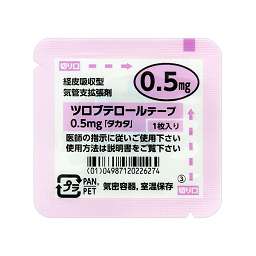 切り口
経皮吸収型
気管支拡張剤
0.5mg
ツロブテロールテープ
0.5mg「タカタ」
1枚入り
医師の指示に従いご使用下さい
使用方法は説明書をご覧下さい
(01)04987120226274
プラ
PAN,
PET
気密容器,室温保存
③
切り口